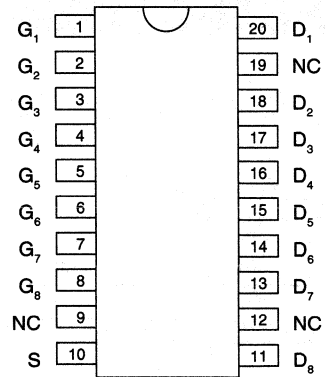 G₁ 1 20 D₁
G₂ 2 19 NC
G₃ 3 18 D₂
G₄ 4 17 D₃
G₅ 5 16 D₄
G₆ 6 15 D₅
G₇ 7 14 D₆
G₈ 8 13 D₇
NC 9 12 NC
S 10 11 D₈